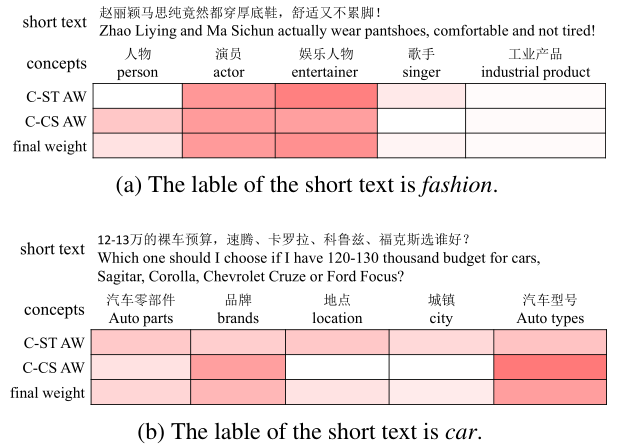 short text 赵丽颖马思纯竟然都穿厚底鞋，舒适又不累脚！
Zhao Liying and Ma Sichun actually wear pantshoes, comfortable and not tired!
concepts 人物 演员 娱乐人物 歌手 工业产品
person actor entertainer singer industrial product
C-ST AW
C-CS AW
final weight
(a) The lable of the short text is fashion.
short text 12-13万的裸车预算，速腾、卡罗拉、科鲁兹、福克斯选谁好？
Which one should I choose if I have 120-130 thousand budget for cars,
Sagitar, Corolla, Chevrolet Cruze or Ford Focus?
concepts 汽车零部件 品牌 地点 城镇 汽车型号
Auto parts brands location city Auto types
C-ST AW
C-CS AW
final weight
(b) The lable of the short text is car.